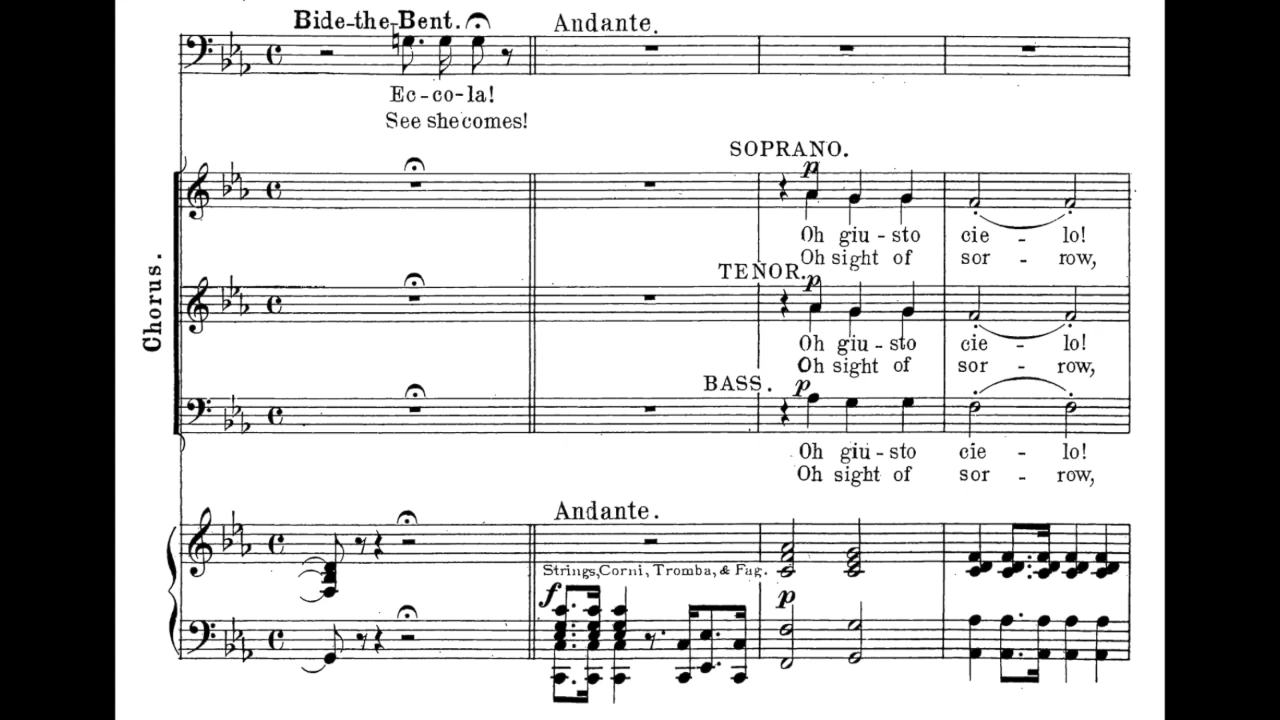 Bide-the-Bent.
Andante.
Ec-co-la!
See she comes!
Chorus.
SOPRANO.
p
Oh giu-sto cie - lo!
Oh sight of sor - row,
TENOR.
p
Oh giu-sto cie - lo!
Oh sight of sor - row,
BASS.
p
Oh giu-sto cie - lo!
Oh sight of sor - row,
Andante.
Strings, Corni, Tromba, & Fag.
f
p